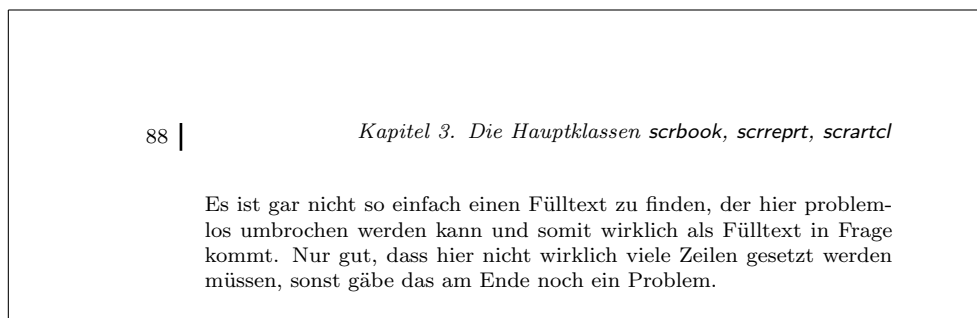 88 Kapitel 3. Die Hauptklassen scrbook, scrreprt, scrartcl
Es ist gar nicht so einfach einen Fülltext zu finden, der hier problem-
los umbrochen werden kann und somit wirklich als Fülltext in Frage
kommt. Nur gut, dass hier nicht wirklich viele Zeilen gesetzt werden
müssen, sonst gäbe das am Ende noch ein Problem.